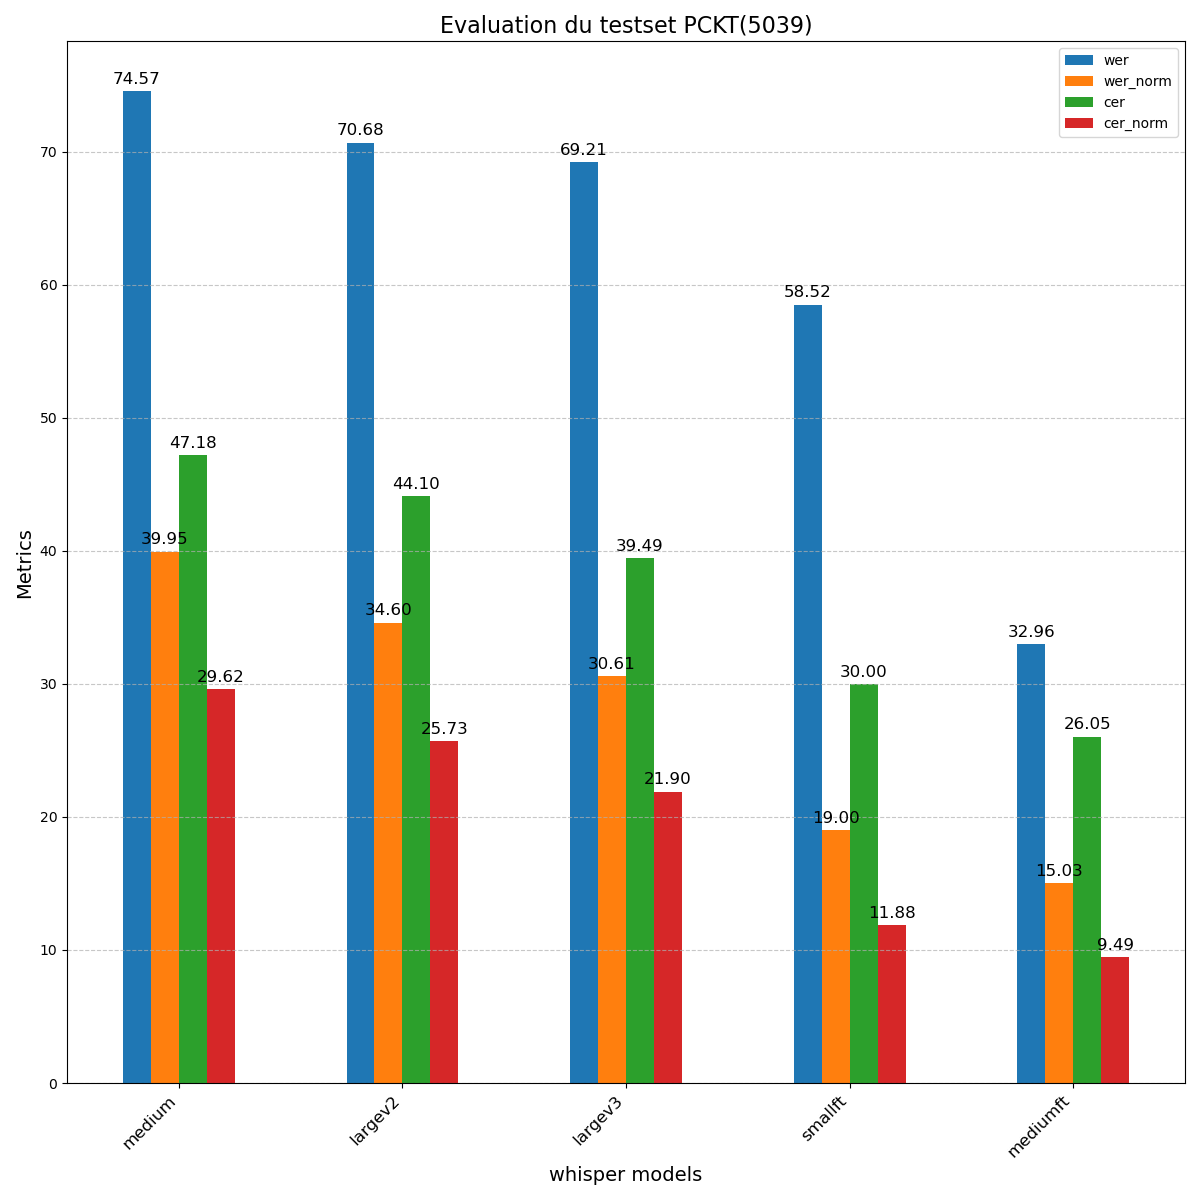 Evaluation du testset PCKT(5039)
wer
wer_norm
cer
cer_norm
Metrics
70
60
50
40
30
20
10
0
74.57
39.95
47.18
29.62
70.68
34.60
44.10
25.73
69.21
30.61
39.49
21.90
58.52
19.00
30.00
11.88
32.96
15.03
26.05
9.49
medium
largev2
largev3
smallft
mediumft
whisper models